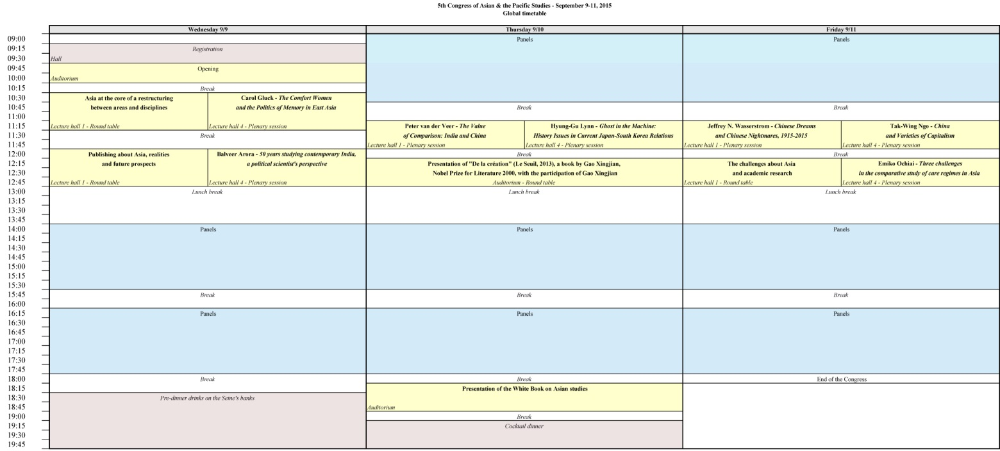 5th Congress of Asian & the Pacific Studies - September 9-11, 2015
Global timetable
Wednesday 9/9
Thursday 9/10
Friday 9/11
09:00
09:15
09:30
09:45
10:00
10:15
10:30
10:45
11:00
11:15
11:30
11:45
12:00
12:15
12:30
12:45
13:00
13:15
13:30
13:45
14:00
14:15
14:30
14:45
15:00
15:15
15:30
15:45
16:00
16:15
16:30
16:45
17:00
17:15
17:30
17:45
18:00
18:15
18:30
18:45
19:00
19:15
19:30
19:45
Registration
Hall
Opening
Auditorium
Break
Asia at the core of a restructuring
between areas and disciplines
Lecture hall 1 - Round table
Carol Gluck - The Comfort Women
and the Politics of Memory in East Asia
Lecture hall 4 - Plenary session
Break
Publishing about Asia, realities
and future prospects
Lecture hall 1 - Round table
Balveer Arora - 50 years studying contemporary India,
a political scientist's perspective
Lecture hall 4 - Plenary session
Lunch break
Panels
Break
Panels
Break
Pre-dinner drinks on the Seine's banks
Panels
Break
Peter van der Veer - The Value
of Comparison: India and China
Lecture hall 1 - Plenary session
Hyung-Gu Lynn - Ghost in the Machine:
History Issues in Current Japan-South Korea Relations
Lecture hall 4 - Plenary session
Break
Presentation of "De la création" (Le Seuil, 2013), a book by Gao Xingjian,
Nobel Prize for Literature 2000, with the participation of Gao Xingjian
Auditorium - Round table
Lunch break
Panels
Break
Panels
Break
Presentation of the White Book on Asian studies
Auditorium
Break
Cocktail dinner
Panels
Break
Jeffrey N. Wasserstrom - Chinese Dreams
and Chinese Nightmares, 1915-2015
Lecture hall 1 - Plenary session
Tak-Wing Ngo - China
and Varieties of Capitalism
Lecture hall 4 - Plenary session
Break
The challenges about Asia
and academic research
Lecture hall 1 - Round table
Emiko Ochiai - Three challenges
in the comparative study of care regimes in Asia
Lecture hall 4 - Plenary session
Lunch break
Panels
Break
Panels
End of the Congress